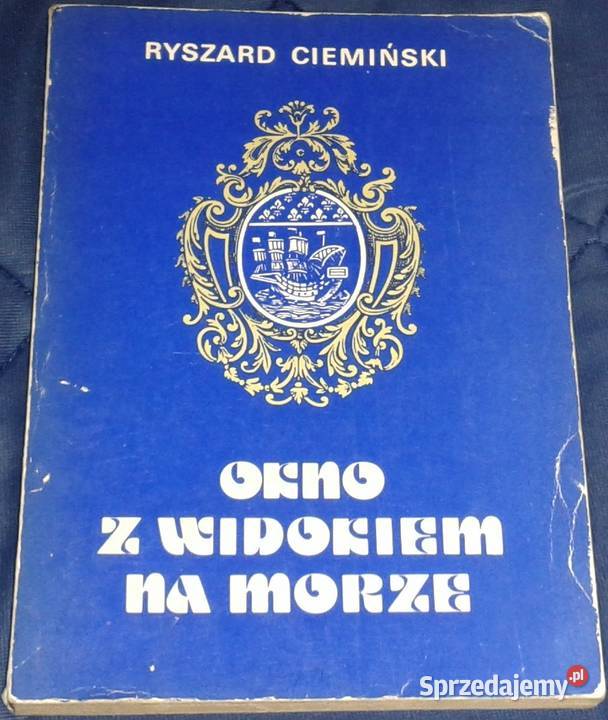 RYSZARD CIEMIŃSKI
OKNO
Z WIDOKIEM
NA MORZE
Sprzedajemy.pl